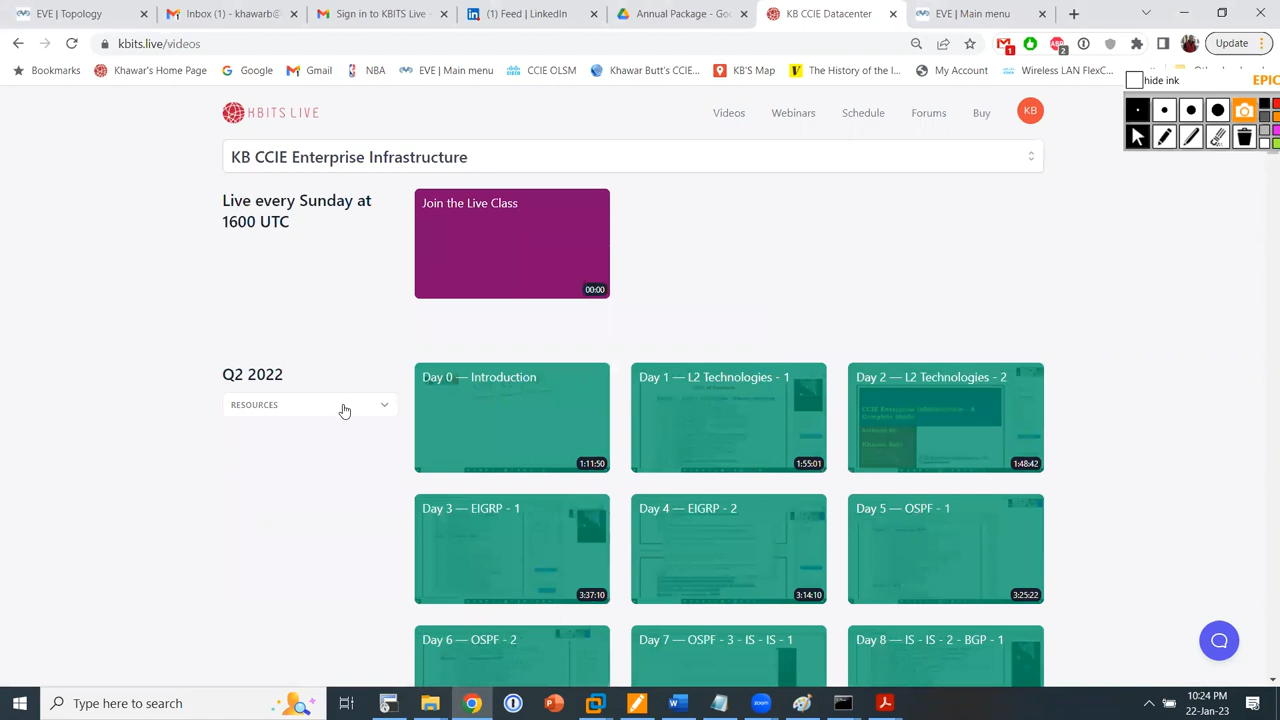 EVE | Topology
Inbox (1) - khawarb@
Sign in to KBITS Live -
(1) Feed | LinkedIn
Annual Package - Goo
KB CCIE Datacenter
EVE | Main menu
kbits.live/videos
Update
Bookmarks
Khawar's Home Page
Google
Gmail
NBA
EVE | Main menu
CCIE OLSM
Khawar Butt's CCIE...
KB'S Map
The History of the I...
My Account
Wireless LAN FlexC...
hide ink
EPIC
KBITS LIVE
Videos
Webinars
Schedule
Forums
Buy
KB
KB CCIE Enterprise Infrastructure
Live every Sunday at
1600 UTC
Join the Live Class
00:00
Q2 2022
RESOURCES
Day 0 — Introduction
1:11:50
Day 1 — L2 Technologies - 1
1:55:01
Day 2 — L2 Technologies - 2
1:48:42
Day 3 — EIGRP - 1
3:37:10
Day 4 — EIGRP - 2
3:14:10
Day 5 — OSPF - 1
3:25:22
Day 6 — OSPF - 2
Day 7 — OSPF - 3 - IS - IS - 1
Day 8 — IS - IS - 2 - BGP - 1
Type here to search
10:24 PM
22-Jan-23